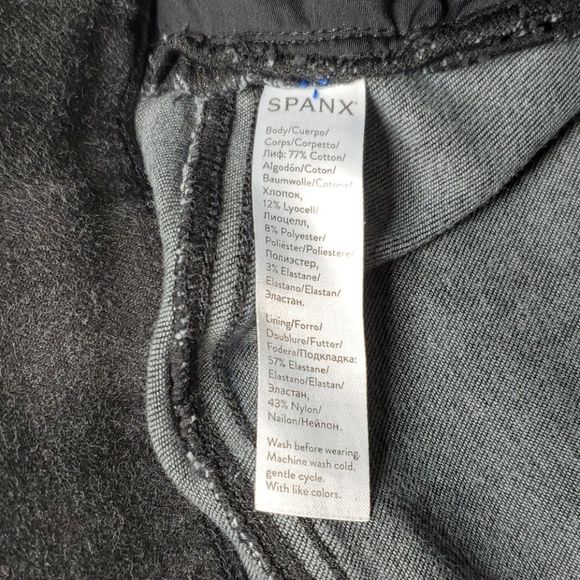 SPANX
Body/Cuerpo/
Corps/Corpetto/
Лиф: 77% Cotton/
Algodón/Coton/
Baumwolle/Cotone/
Хлопок,
12% Lyocell/
Лиоцелл,
8% Polyester/
Poliéster/Poliestere/
Полиэстер,
3% Elastane/
Elastano/Elastan/
Эластан.
Lining/Forro/
Doublure/Futter/
Fodera/Подкладка:
57% Elastane/
Elastano/Elastan/
Эластан,
43% Nylon/
Nailon/Нейлон.
Wash before wearing.
Machine wash cold.
gentle cycle.
With like colors.